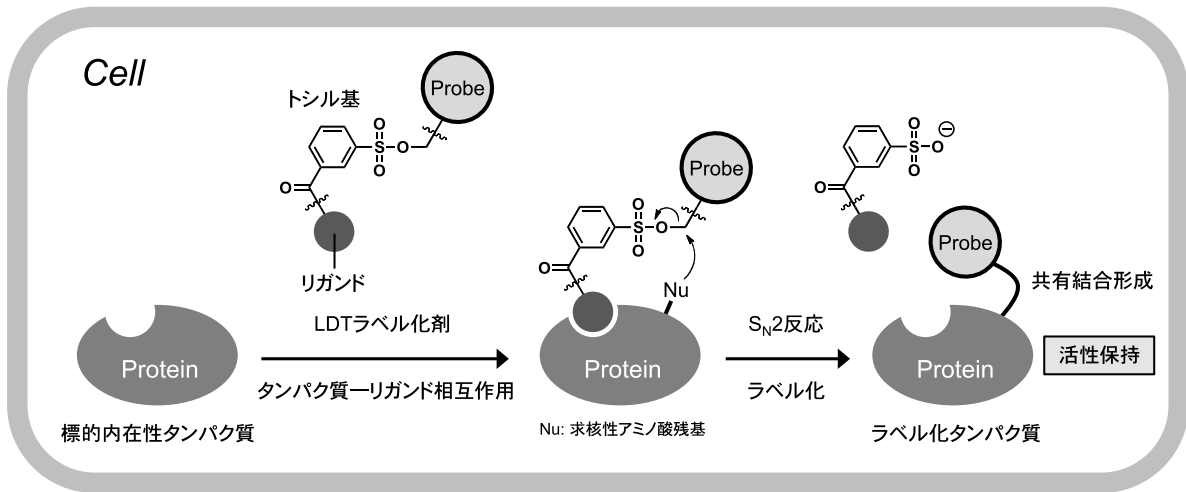 Cell
トシル基
Probe
O
S
O
O
O
リガンド
Protein
標的内在性タンパク質
LDTラベル化剤
タンパク質ーリガンド相互作用
Probe
O
S
O
O
O
Nu
Protein
Nu: 求核性アミノ酸残基
SN2反応
ラベル化
O
S
O
O
⊖
O
Probe
共有結合形成
Protein
活性保持
ラベル化タンパク質